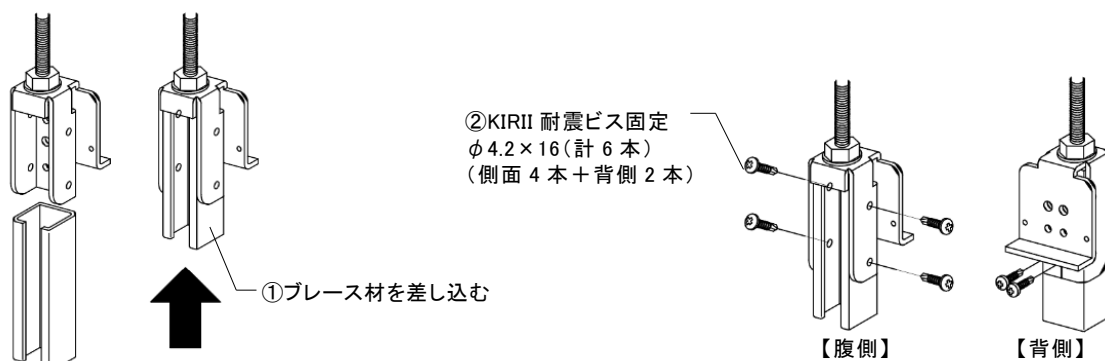 ①ブレース材を差し込む
②KIRII 耐震ビス固定
φ4.2×16(計 6 本)
(側面 4 本+背側 2 本)
【腹側】
【背側】